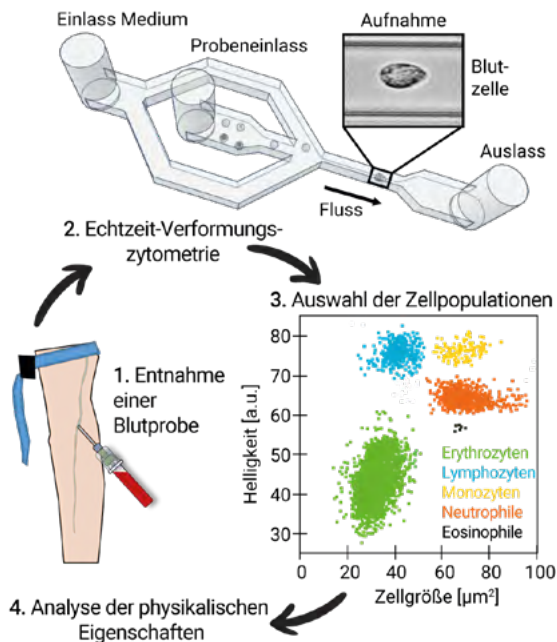 Einlass Medium
Probeneinlass
Aufnahme
Blut-
zelle
Auslass
Fluss
2. Echtzeit-Verformungs-
zytometrie
1. Entnahme
einer
Blutprobe
3. Auswahl der Zellpopulationen
Helligkeit [a.u.]
80
70
60
50
40
30
Erythrozyten
Lymphozyten
Monozyten
Neutrophile
Eosinophile
0 20 40 60 80 100
Zellgröße [µm²]
4. Analyse der physikalischen
Eigenschaften